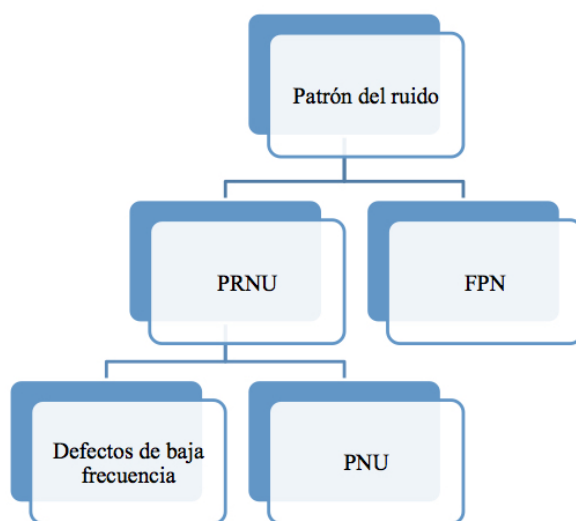 Patrón del ruido
PRNU
FPN
Defectos de baja
frecuencia
PNU